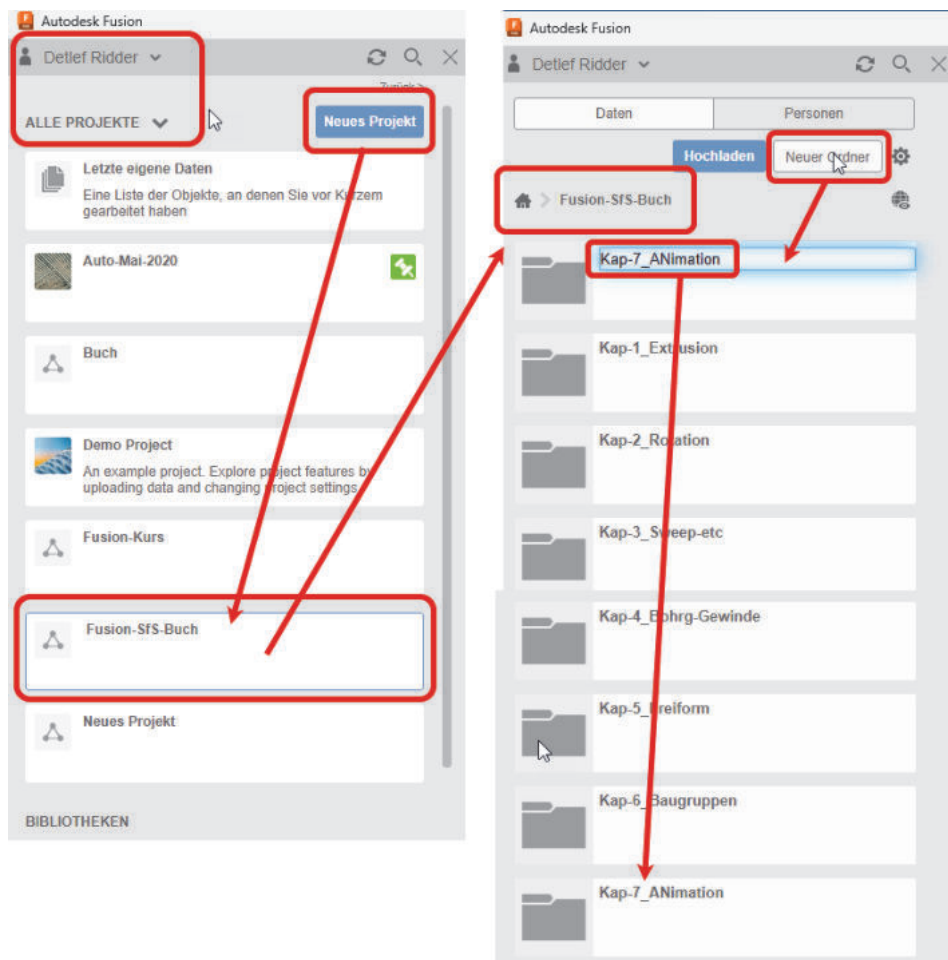 Autodesk Fusion
Detlef Ridder
Zurück >
ALLE PROJEKTE
Neues Projekt
Letzte eigene Daten
Eine Liste der Objekte, an denen Sie vor Kurzem
gearbeitet haben
Auto-Mai-2020
Buch
Demo Project
An example project. Explore project features by
uploading data and changing project settings.
Fusion-Kurs
Fusion-SfS-Buch
Neues Projekt
BIBLIOTHEKEN
Autodesk Fusion
Detlef Ridder
Daten
Personen
Hochladen
Neuer Ordner
> Fusion-SfS-Buch
Kap-7_ANimation
Kap-1_Extrusion
Kap-2_Rotation
Kap-3_Sweep-etc
Kap-4_Bohrg-Gewinde
Kap-5_Freiform
Kap-6_Baugruppen
Kap-7_ANimation